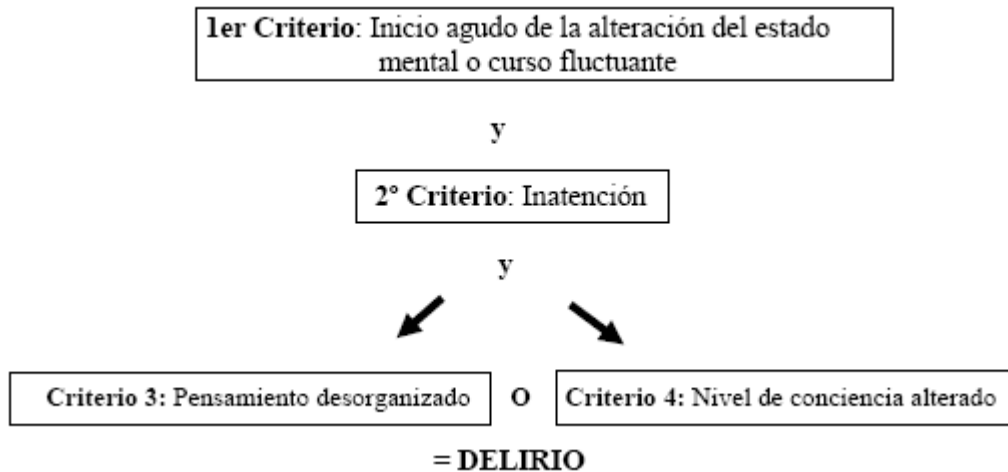 1er Criterio: Inicio agudo de la alteración del estado
mental o curso fluctuante
y
2º Criterio: Inatención
y
Criterio 3: Pensamiento desorganizado O Criterio 4: Nivel de conciencia alterado
= DELIRIO